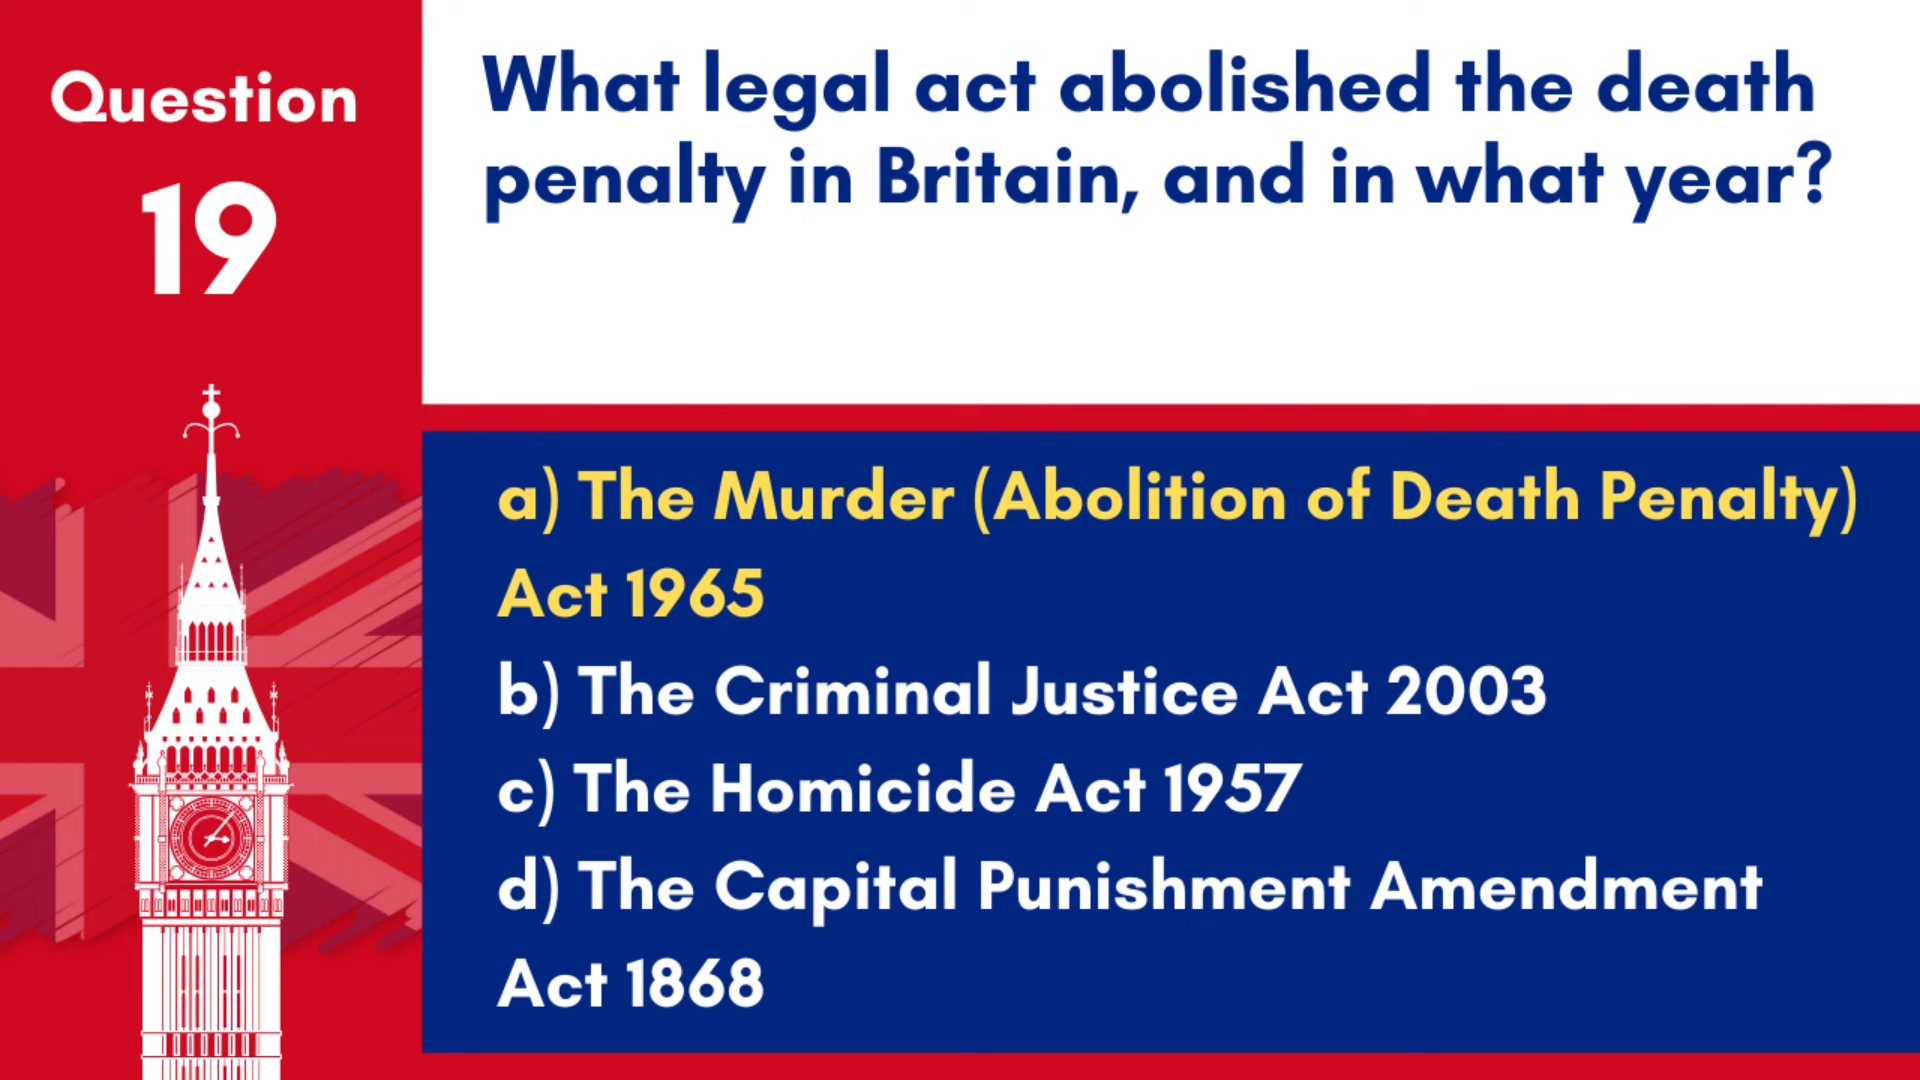 Question
19
What legal act abolished the death
penalty in Britain, and in what year?
a) The Murder (Abolition of Death Penalty)
Act 1965
b) The Criminal Justice Act 2003
c) The Homicide Act 1957
d) The Capital Punishment Amendment
Act 1868